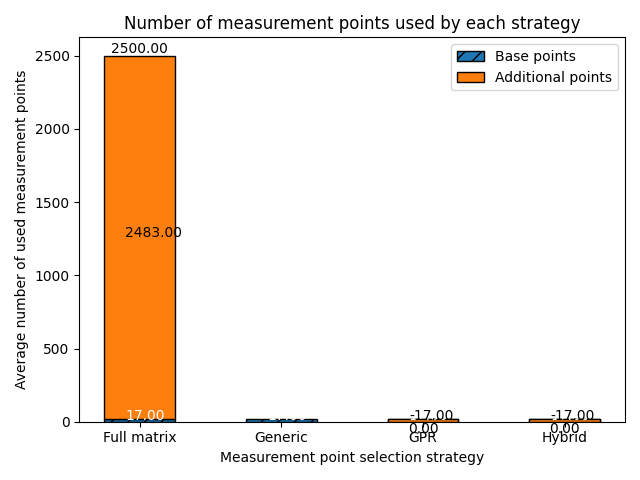 Number of measurement points used by each strategy
Base points
Additional points
Average number of used measurement points
2500
2000
1500
1000
500
0
2500.00
2483.00
17.00
-17.00
-17.00
0.00
0.00
Full matrix
Generic
GPR
Hybrid
Measurement point selection strategy